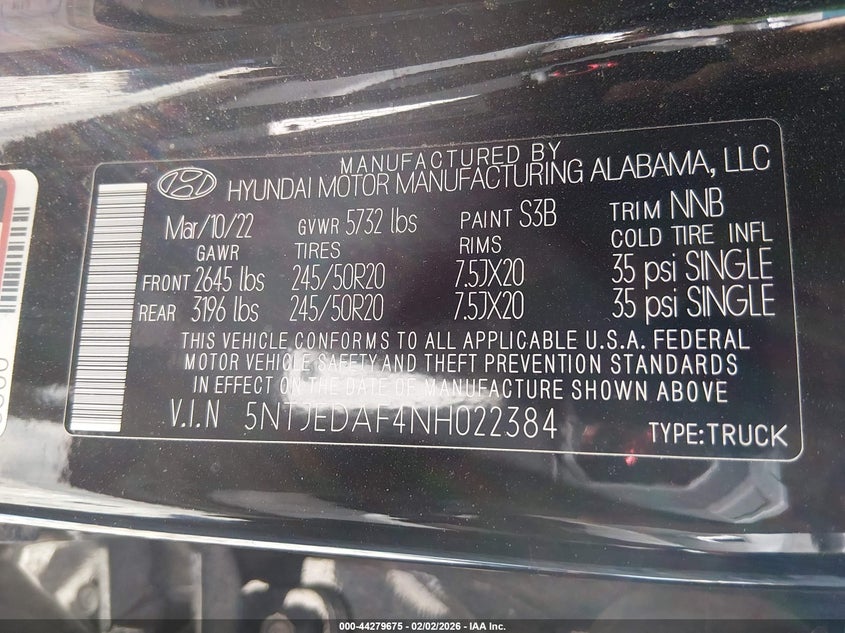 MANUFACTURED BY
HYUNDAI MOTOR MANUFACTURING ALABAMA, LLC
Mar/10/22 GVWR 5732 lbs PAINT S3B TRIM NNB
GAWR TIRES RIMS COLD TIRE INFL
FRONT 2645 lbs 245/50R20 7.5JX20 35 psi SINGLE
REAR 3196 lbs 245/50R20 7.5JX20 35 psi SINGLE
THIS VEHICLE CONFORMS TO ALL APPLICABLE U.S.A. FEDERAL
MOTOR VEHICLE SAFETY AND THEFT PREVENTION STANDARDS
IN EFFECT ON THE DATE OF MANUFACTURE SHOWN ABOVE
V.I.N 5NTJEDAF4NH022384 TYPE:TRUCK
000-44279675 - 02/02/2026 - IAA Inc.